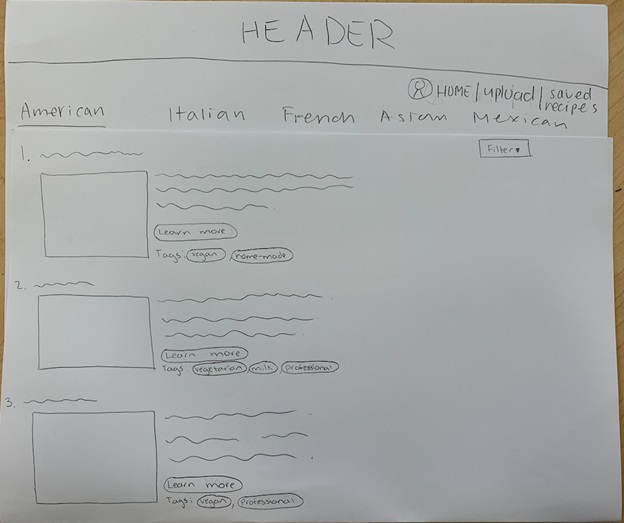 HEADER
HOME / upload / saved recipes
American Italian French Asian Mexican
Filter
1.
Learn more
Tags: vegan, home-made
2.
Learn more
Tags: vegetarian, milk, professional
3.
Learn more
Tags: vegan, professional